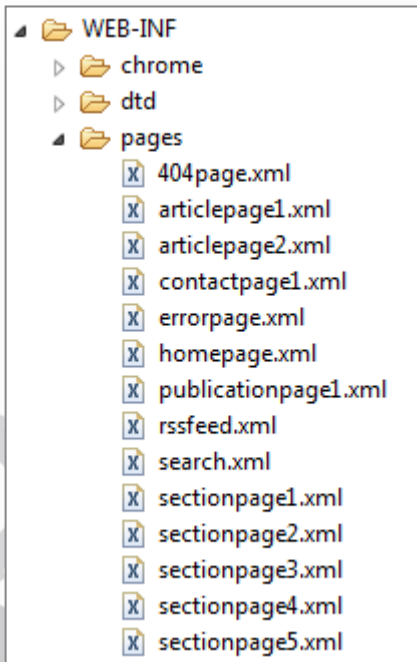 WEB-INF
chrome
dtd
pages
404page.xml
articlepage1.xml
articlepage2.xml
contactpage1.xml
errorpage.xml
homepage.xml
publicationpage1.xml
rssfeed.xml
search.xml
sectionpage1.xml
sectionpage2.xml
sectionpage3.xml
sectionpage4.xml
sectionpage5.xml